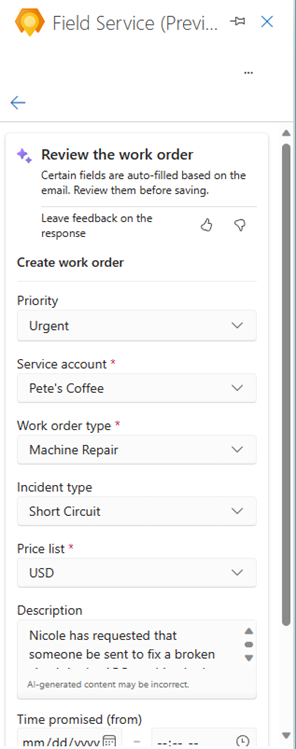 Field Service (Previ...
...
Review the work order
Certain fields are auto-filled based on the
email. Review them before saving.
Leave feedback on the
response
Create work order
Priority
Urgent
Service account *
Pete's Coffee
Work order type *
Machine Repair
Incident type
Short Circuit
Price list *
USD
Description
Nicole has requested that
someone be sent to fix a broken
AI-generated content may be incorrect.
Time promised (from)
mm/dd/yyyy – --:-- --